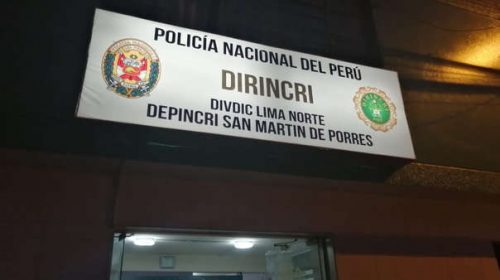 POLICÍA NACIONAL DEL PERÚ
DIRINCRI
DIVDIC LIMA NORTE
DEPINCRI SAN MARTIN DE PORRES